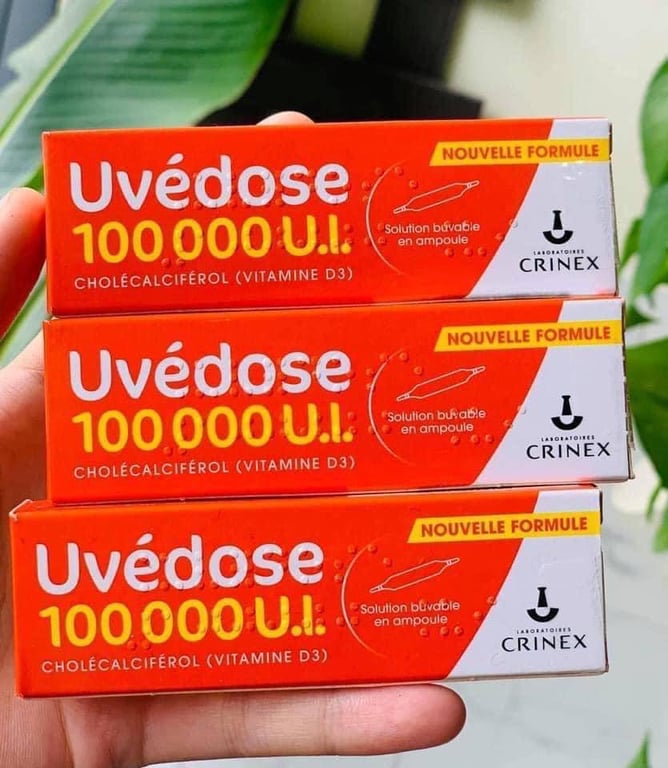 NOUVELLE FORMULE
Uvédose
100 000 U.I.
Solution buvable
en ampoule
CHOLÉCALCIFÉROL (VITAMINE D3)
LABORATOIRES
CRINEX
NOUVELLE FORMULE
Uvédose
100 000 U.I.
Solution buvable
en ampoule
CHOLÉCALCIFÉROL (VITAMINE D3)
LABORATOIRES
CRINEX
NOUVELLE FORMULE
Uvédose
100 000 U.I.
Solution buvable
en ampoule
CHOLÉCALCIFÉROL (VITAMINE D3)
LABORATOIRES
CRINEX